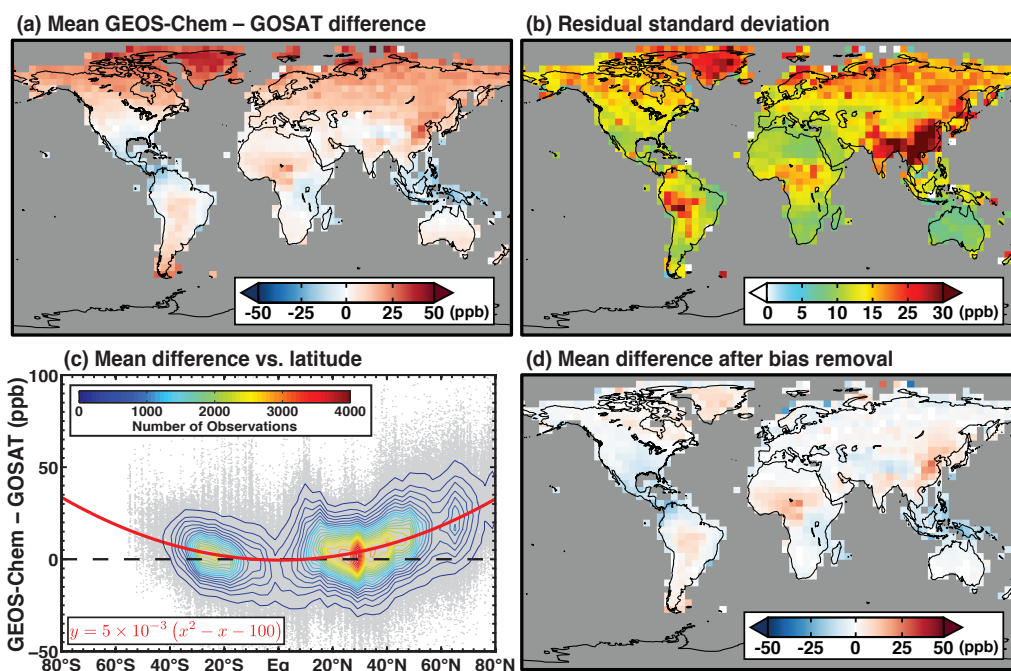 (a) Mean GEOS-Chem – GOSAT difference
-50 -25 0 25 50 (ppb)
(b) Residual standard deviation
0 5 10 15 25 30 (ppb)
(c) Mean difference vs. latitude
GEOS-Chem – GOSAT (ppb)
100
50
0
-50
0 1000 2000 3000 4000
Number of Observations
y = 5 × 10⁻³ (x² – x – 100)
80°S 60°S 40°S 20°S Eq 20°N 40°N 60°N 80°N
(d) Mean difference after bias removal
-50 -25 0 25 50 (ppb)